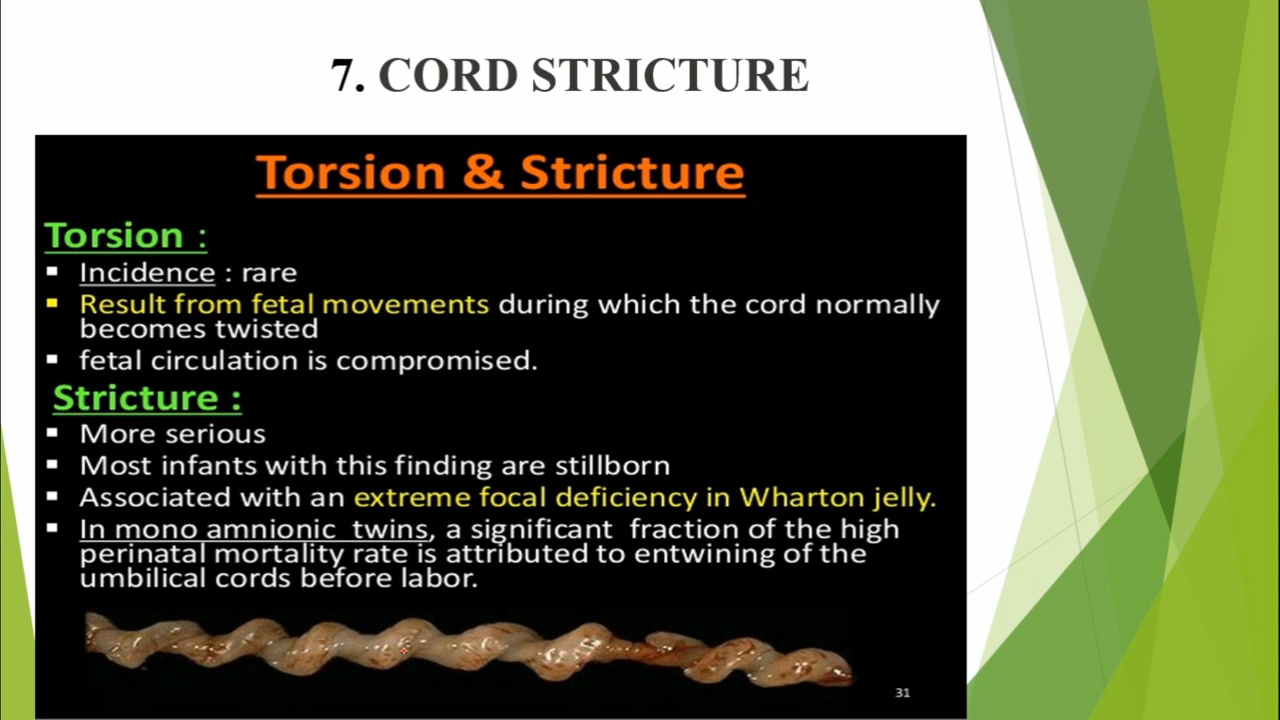 7. CORD STRICTURE
Torsion & Stricture
Torsion :
▪ Incidence : rare
▪ Result from fetal movements during which the cord normally
becomes twisted
▪ fetal circulation is compromised.
Stricture :
▪ More serious
▪ Most infants with this finding are stillborn
▪ Associated with an extreme focal deficiency in Wharton jelly.
▪ In mono amnionic twins, a significant fraction of the high
perinatal mortality rate is attributed to entwining of the
umbilical cords before labor.
31